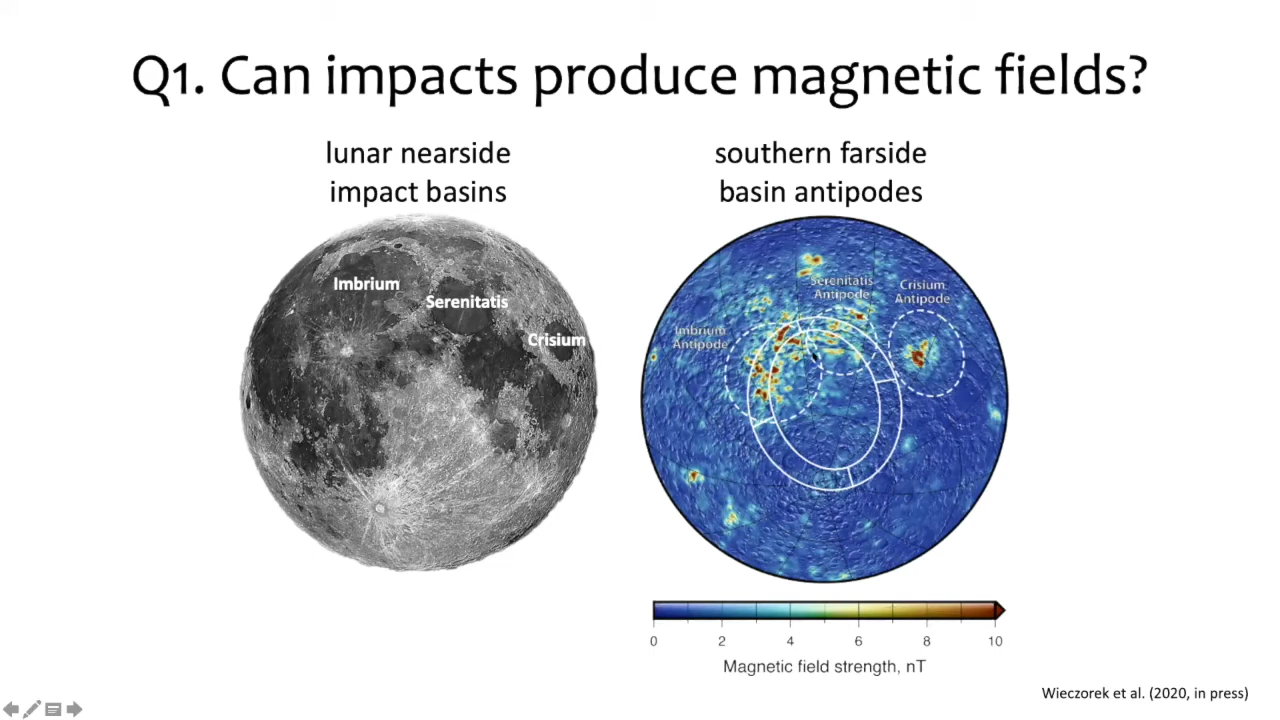 Q1. Can impacts produce magnetic fields?
lunar nearside
impact basins
southern farside
basin antipodes
Imbrium
Serenitatis
Crisium
Serenitatis
Antipode
Crisium
Antipode
Imbrium
Antipode
0 2 4 6 8 10
Magnetic field strength, nT
Wieczorek et al. (2020, in press)